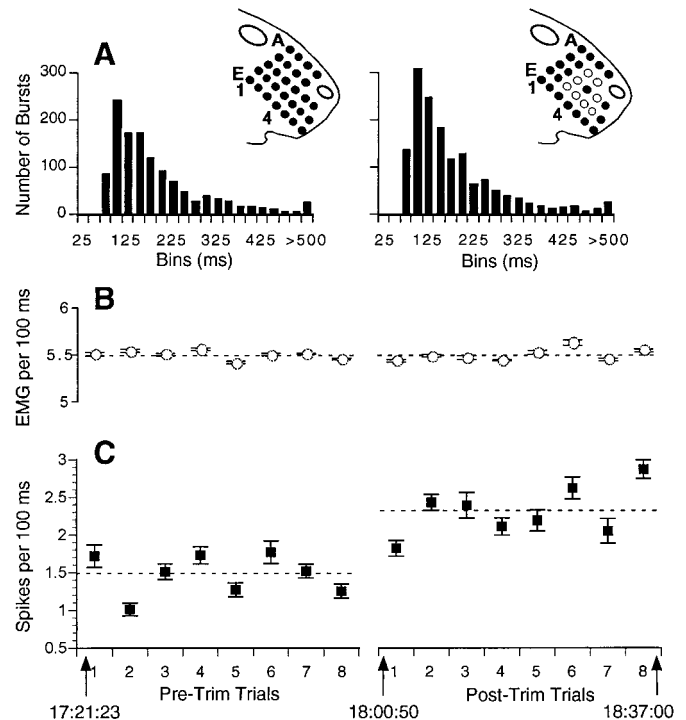 A
A
A
E
E
1
1
4
4
Number of Bursts
300
200
100
0
25 125 225 325 425 >500
25 125 225 325 425 >500
Bins (ms)
Bins (ms)
B
EMG per 100 ms
6
5.5
5
C
Spikes per 100 ms
3
2.5
2
1.5
1
0.5
1 2 3 4 5 6 7 8
1 2 3 4 5 6 7 8
Pre-Trim Trials
Post-Trim Trials
17:21:23
18:00:50
18:37:00